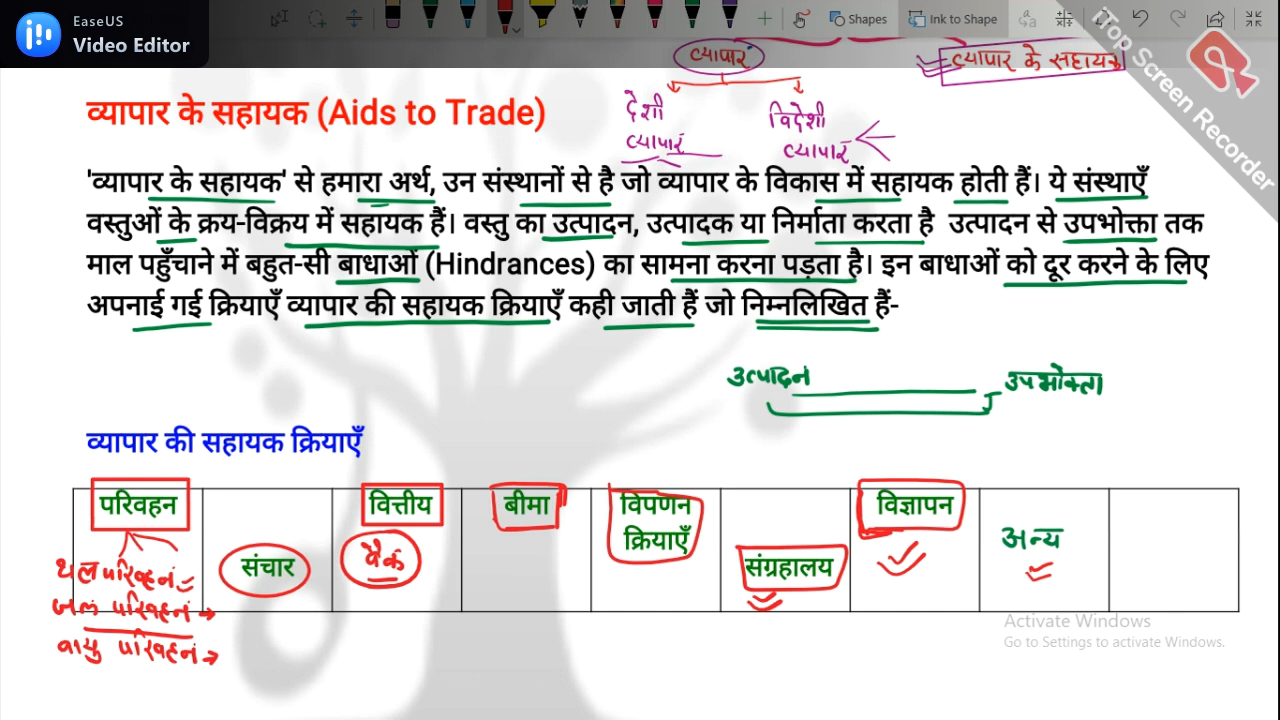 EaseUS
Video Editor
Shapes
Ink to Shape
Top Screen Recorder
व्यापार
व्यापार के सहायक
व्यापार के सहायक (Aids to Trade)
देशी
व्यापार
विदेशी
व्यापार
'व्यापार के सहायक' से हमारा अर्थ, उन संस्थानों से है जो व्यापार के विकास में सहायक होती हैं। ये संस्थाएँ
वस्तुओं के क्रय-विक्रय में सहायक हैं। वस्तु का उत्पादन, उत्पादक या निर्माता करता है उत्पादन से उपभोक्ता तक
माल पहुँचाने में बहुत-सी बाधाओं (Hindrances) का सामना करना पड़ता है। इन बाधाओं को दूर करने के लिए
अपनाई गई क्रियाएँ व्यापार की सहायक क्रियाएँ कही जाती हैं जो निम्नलिखित हैं-
उत्पादन
उपभोक्ता
व्यापार की सहायक क्रियाएँ
परिवहन
वित्तीय
बीमा
विपणन
क्रियाएँ
विज्ञापन
संचार
बैंक
संग्रहालय
अन्य
थल परिवहन
जल परिवहन
वायु परिवहन
Activate Windows
Go to Settings to activate Windows.